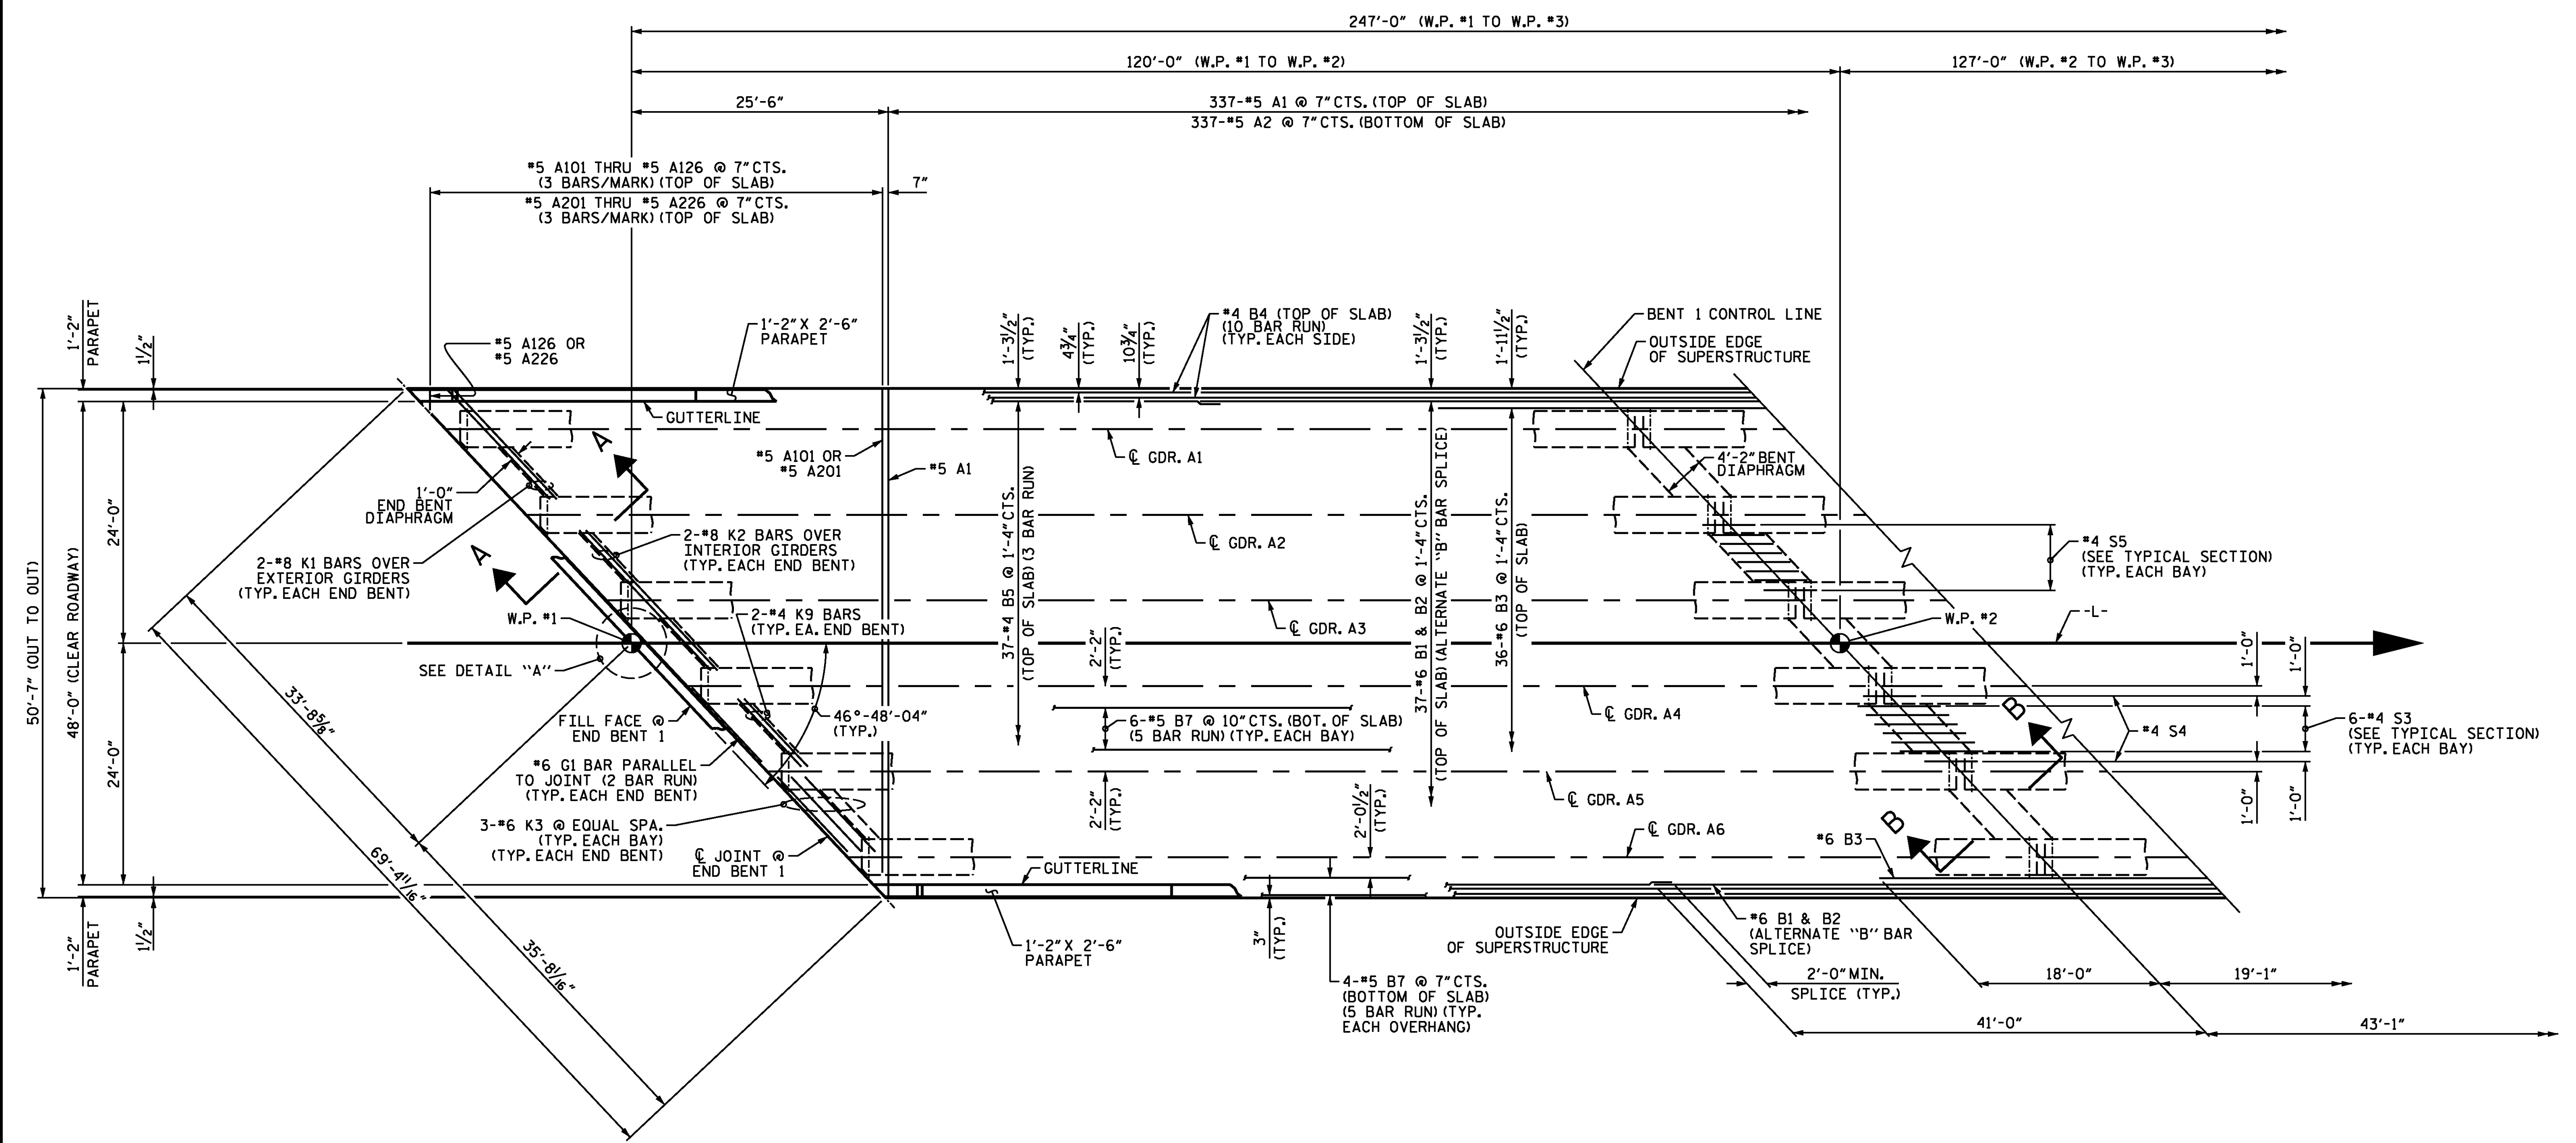 247'-0" (W.P. #1 TO W.P. #3)
120'-0" (W.P. #1 TO W.P. #2)
127'-0" (W.P. #2 TO W.P. #3)
25'-6"
337-#5 A1 @ 7"CTS. (TOP OF SLAB)
337-#5 A2 @ 7"CTS. (BOTTOM OF SLAB)
#5 A101 THRU #5 A126 @ 7"CTS.
(3 BARS/MARK) (TOP OF SLAB)
7"
#5 A201 THRU #5 A226 @ 7"CTS.
(3 BARS/MARK) (TOP OF SLAB)
1'-2"
PARAPET
1½"
#5 A126 OR
#5 A226
1'-2"X 2'-6"
PARAPET
1'-3½"
(TYP.)
4¾"
(TYP.)
10¾"
(TYP.)
#4 B4 (TOP OF SLAB)
(10 BAR RUN)
(TYP. EACH SIDE)
1'-3½"
(TYP.)
1'-11½"
(TYP.)
BENT 1 CONTROL LINE
OUTSIDE EDGE
OF SUPERSTRUCTURE
GUTTERLINE
A
#5 A101 OR
#5 A201
#5 A1
℄ GDR. A1
4'-2"BENT
DIAPHRAGM
1'-0"
END BENT
DIAPHRAGM
50'-7" (OUT TO OUT)
48'-0" (CLEAR ROADWAY)
24'-0"
A
2-#8 K1 BARS OVER
EXTERIOR GIRDERS
(TYP. EACH END BENT)
2-#8 K2 BARS OVER
INTERIOR GIRDERS
(TYP. EACH END BENT)
℄ GDR. A2
37-#4 B5 @ 1'-4"CTS.
(TOP OF SLAB) (3 BAR RUN)
37-#6 B1 & B2 @ 1'-4"CTS.
(TOP OF SLAB) (ALTERNATE "B" BAR SPLICE)
36-#6 B3 @ 1'-4"CTS.
(TOP OF SLAB)
#4 S5
(SEE TYPICAL SECTION)
(TYP. EACH BAY)
W.P. #1
2-#4 K9 BARS
(TYP. EA. END BENT)
℄ GDR. A3
W.P. #2
-L-
SEE DETAIL "A"
2'-2"
(TYP.)
33'-8⅝"
24'-0"
FILL FACE @
END BENT 1
46°-48'-04"
(TYP.)
6-#5 B7 @ 10"CTS. (BOT. OF SLAB)
(5 BAR RUN) (TYP. EACH BAY)
℄ GDR. A4
1'-0"
1'-0"
B
#4 S4
6-#4 S3
(SEE TYPICAL SECTION)
(TYP. EACH BAY)
#6 G1 BAR PARALLEL
TO JOINT (2 BAR RUN)
(TYP. EACH END BENT)
2'-2"
(TYP.)
℄ GDR. A5
1'-0"
1'-0"
3-#6 K3 @ EQUAL SPA.
(TYP. EACH BAY)
(TYP. EACH END BENT)
2'-0½"
(TYP.)
℄ GDR. A6
B
#6 B3
℄ JOINT @
END BENT 1
GUTTERLINE
69'-4 11/16"
1½"
1'-2"
PARAPET
35'-8 1/16"
1'-2"X 2'-6"
PARAPET
3"
(TYP.)
OUTSIDE EDGE
OF SUPERSTRUCTURE
#6 B1 & B2
(ALTERNATE "B" BAR
SPLICE)
4-#5 B7 @ 7"CTS.
(BOTTOM OF SLAB)
(5 BAR RUN) (TYP.
EACH OVERHANG)
2'-0"MIN.
SPLICE (TYP.)
18'-0"
19'-1"
41'-0"
43'-1"